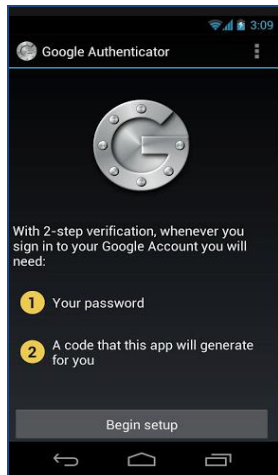 3:09
Google Authenticator
With 2-step verification, whenever you
sign in to your Google Account you will
need:
1 Your password
2 A code that this app will generate
for you
Begin setup